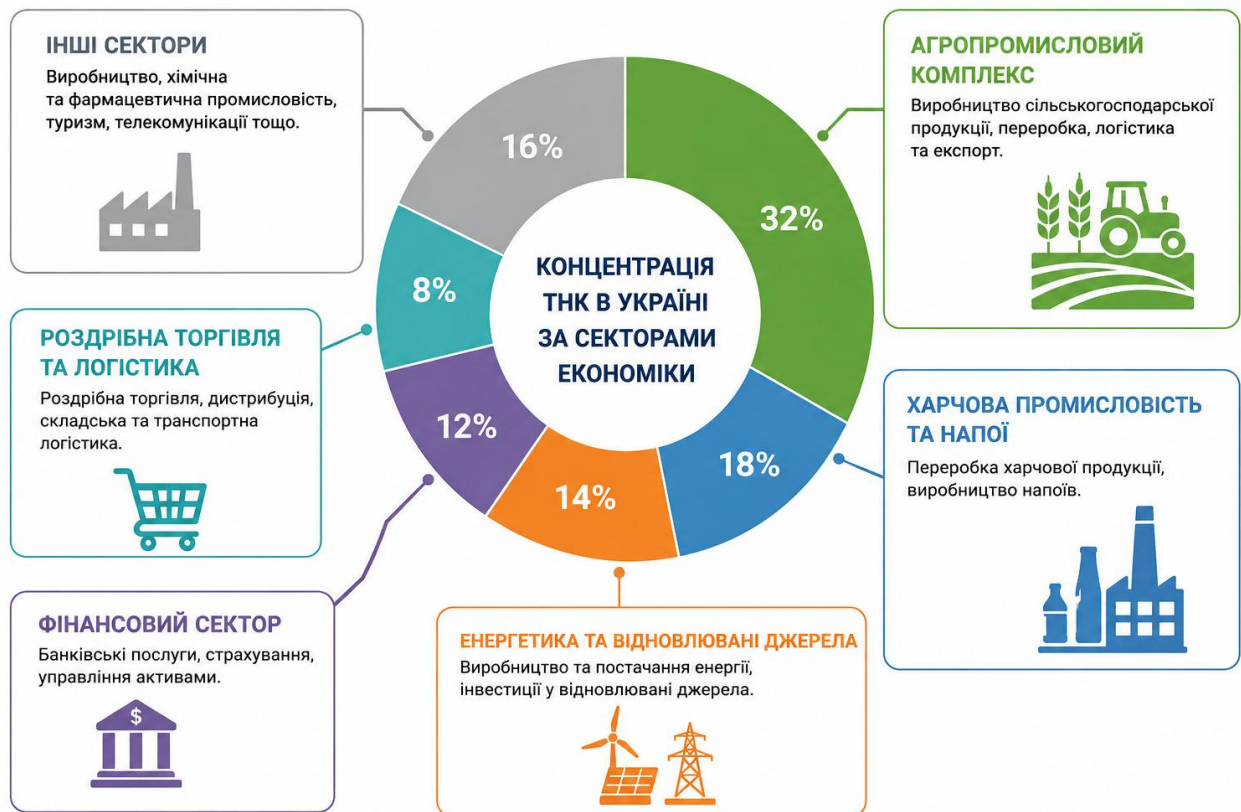 КОНЦЕНТРАЦІЯ
ТНК В УКРАЇНІ
ЗА СЕКТОРАМИ
ЕКОНОМІКИ
32%
18%
14%
12%
8%
16%
АГРОПРОМИСЛОВИЙ
КОМПЛЕКС
Виробництво сільськогосподарської
продукції, переробка, логістика
та експорт.
ХАРЧОВА ПРОМИСЛОВІСТЬ
ТА НАПОЇ
Переробка харчової продукції,
виробництво напоїв.
ЕНЕРГЕТИКА ТА ВІДНОВЛЮВАНІ ДЖЕРЕЛА
Виробництво та постачання енергії,
інвестиції у відновлювані джерела.
ФІНАНСОВИЙ СЕКТОР
Банківські послуги, страхування,
управління активами.
$
РОЗДРІБНА ТОРГІВЛЯ
ТА ЛОГІСТИКА
Роздрібна торгівля, дистрибуція,
складська та транспортна
логістика.
ІНШІ СЕКТОРИ
Виробництво, хімічна
та фармацевтична промисловість,
туризм, телекомунікації тощо.